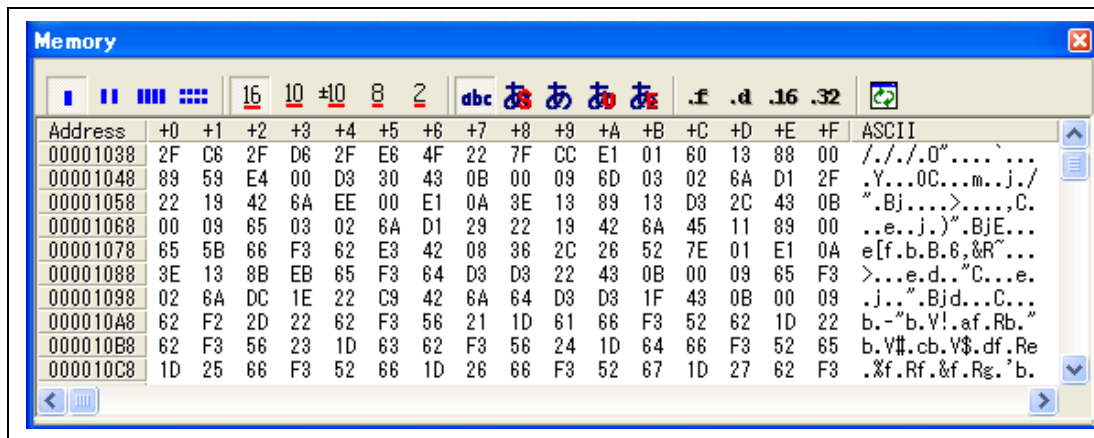 Memory
16 10 ±10 8 2 abc あS あ あU あE .f .d .16 .32
Address +0 +1 +2 +3 +4 +5 +6 +7 +8 +9 +A +B +C +D +E +F ASCII
00001038 2F C6 2F D6 2F E6 4F 22 7F CC E1 01 60 13 88 00 /././.O"....`...
00001048 89 59 E4 00 D3 30 43 0B 00 09 6D 03 02 6A D1 2F .Y...0C...m..j./
00001058 22 19 42 6A EE 00 E1 0A 3E 13 89 13 D3 2C 43 0B ".Bj....>....,C.
00001068 00 09 65 03 02 6A D1 29 22 19 42 6A 45 11 89 00 ..e..j.)".BjE...
00001078 65 5B 66 F3 62 E3 42 08 36 2C 26 52 7E 01 E1 0A e[f.b.B.6,&R~...
00001088 3E 13 8B EB 65 F3 64 D3 D3 22 43 0B 00 09 65 F3 >...e.d.."C...e.
00001098 02 6A DC 1E 22 C9 42 6A 64 D3 D3 1F 43 0B 00 09 .j..".Bjd...C...
000010A8 62 F2 2D 22 62 F3 56 21 1D 61 66 F3 52 62 1D 22 b.-"b.V!.af.Rb."
000010B8 62 F3 56 23 1D 63 62 F3 56 24 1D 64 66 F3 52 65 b.V#.cb.V$.df.Re
000010C8 1D 25 66 F3 52 66 1D 26 66 F3 52 67 1D 27 62 F3 .%f.Rf.&f.Rg.'b.